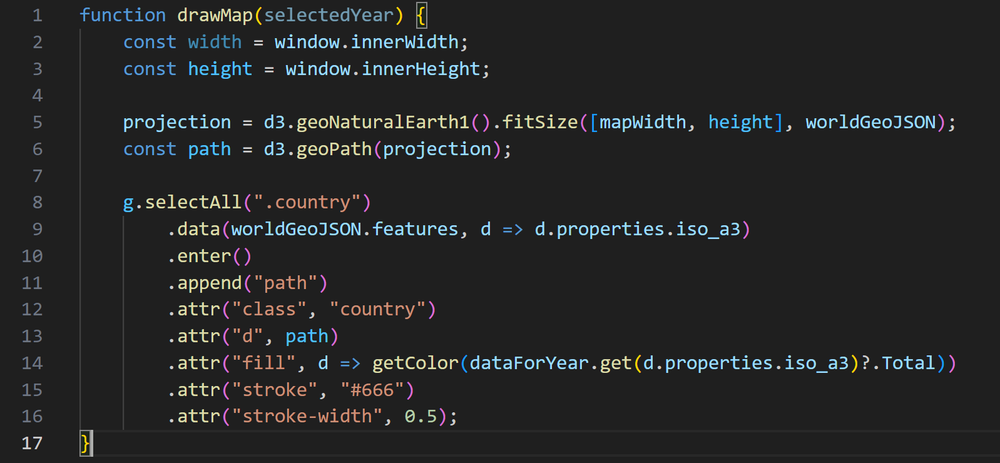 1 function drawMap(selectedYear) {
2 const width = window.innerWidth;
3 const height = window.innerHeight;
4
5 projection = d3.geoNaturalEarth1().fitSize([mapWidth, height], worldGeoJSON);
6 const path = d3.geoPath(projection);
7
8 g.selectAll(".country")
9 .data(worldGeoJSON.features, d => d.properties.iso_a3)
10 .enter()
11 .append("path")
12 .attr("class", "country")
13 .attr("d", path)
14 .attr("fill", d => getColor(dataForYear.get(d.properties.iso_a3)?.Total))
15 .attr("stroke", "#666")
16 .attr("stroke-width", 0.5);
17 }